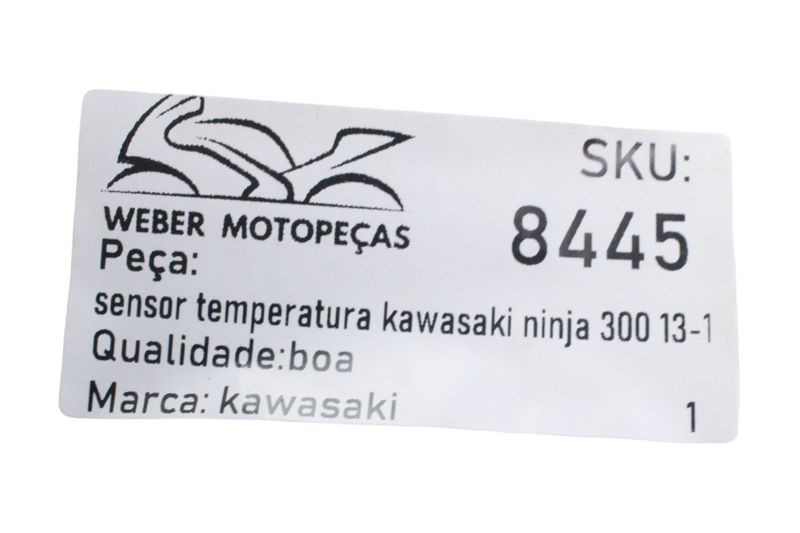 WEBER MOTOPEÇAS
SKU:
8445
Peça:
sensor temperatura kawasaki ninja 300 13-1
Qualidade:boa
Marca: kawasaki
1